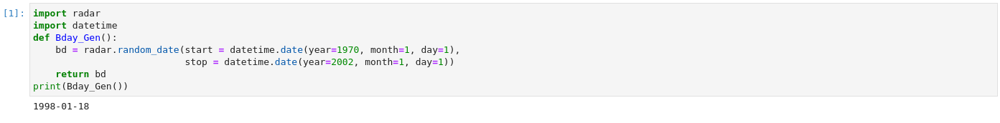 [1]: import radar
import datetime
def Bday_Gen():
    bd = radar.random_date(start = datetime.date(year=1970, month=1, day=1),
                           stop = datetime.date(year=2002, month=1, day=1))
    return bd
print(Bday_Gen())
1998-01-18